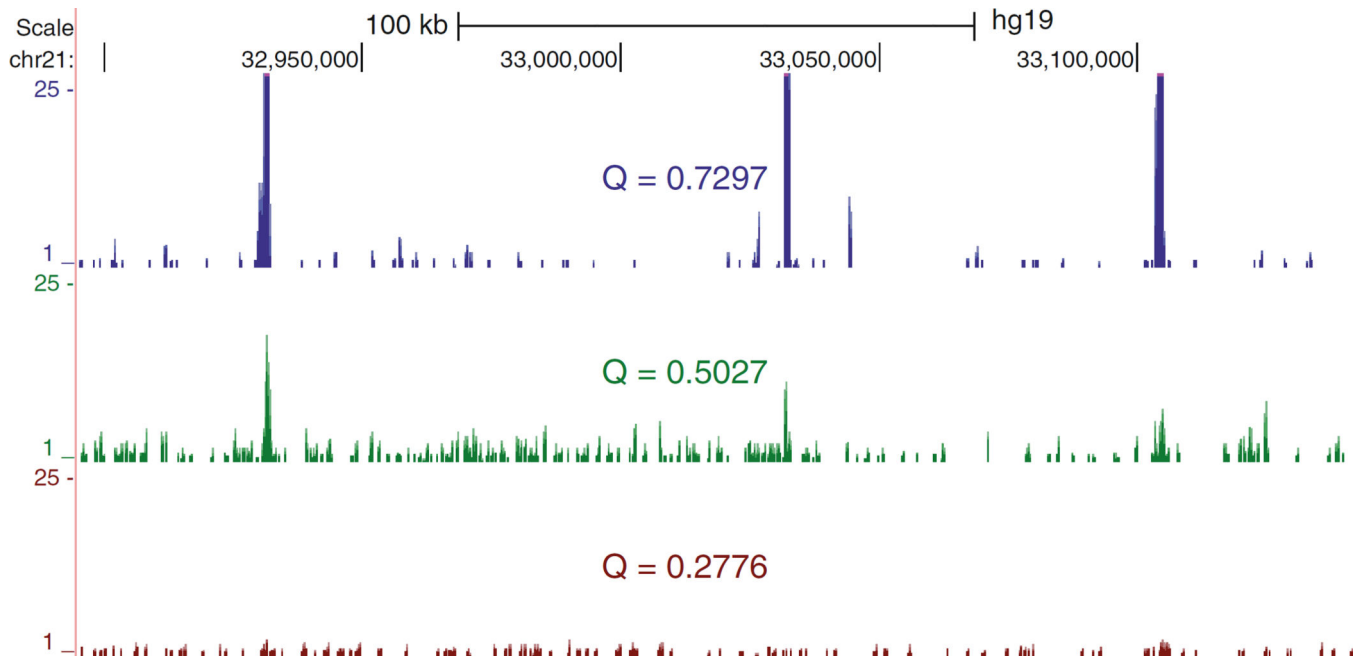 Scale 100 kb hg19
chr21: 32,950,000 33,000,000 33,050,000 33,100,000
25
Q = 0.7297
1
25
Q = 0.5027
1
25
Q = 0.2776
1